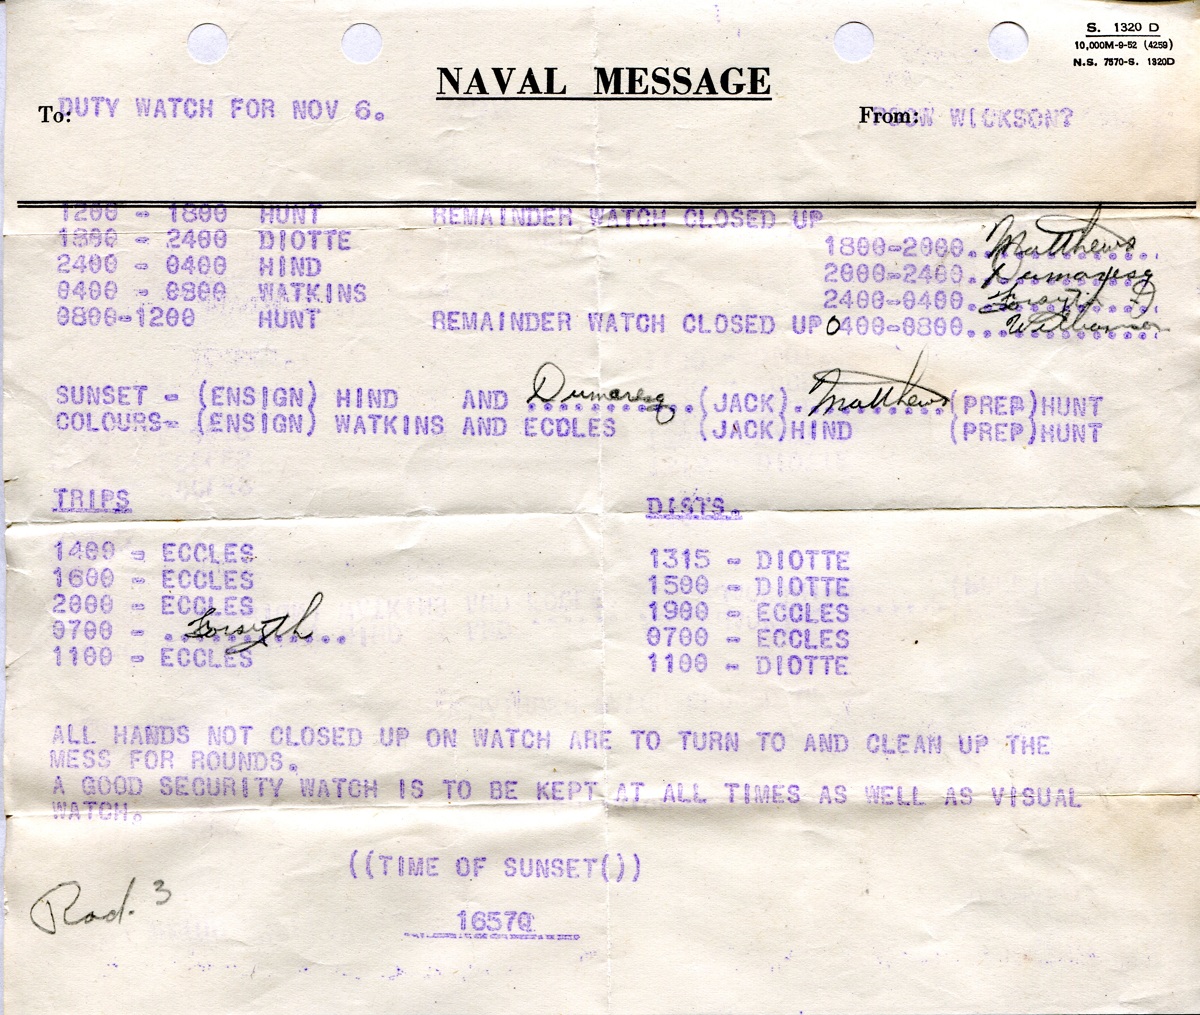 S. 1320 D
10,000M-9-52 (4259)
N.S. 7570-S. 1320D
NAVAL MESSAGE
To: DUTY WATCH FOR NOV 6.
From: POOW WICKSON?
1200 - 1800 HUNT REMAINDER WATCH CLOSED UP
1800 - 2400 DIOTTE 1800-2000..Matthews
2400 - 0400 HIND 2000-2400.Dumaresq
0400 - 0800 WATKINS 2400-0400..Forsyth D
0800-1200 HUNT REMAINDER WATCH CLOSED UP 0400-0800...Williamson
SUNSET - (ENSIGN) HIND AND Dumaresq..(JACK).Matthews(PREP)HUNT
COLOURS- (ENSIGN) WATKINS AND ECCLES (JACK)HIND (PREP)HUNT
TRIPS
1400 - ECCLES
1600 - ECCLES
2000 - ECCLES
0700 - ..Forsyth..
1100 - ECCLES
DISTS.
1315 - DIOTTE
1500 - DIOTTE
1900 - ECCLES
0700 - ECCLES
1100 - DIOTTE
ALL HANDS NOT CLOSED UP ON WATCH ARE TO TURN TO AND CLEAN UP THE
MESS FOR ROUNDS.
A GOOD SECURITY WATCH IS TO BE KEPT AT ALL TIMES AS WELL AS VISUAL
WATCH.
((TIME OF SUNSET())
Rad. 3
1657Q